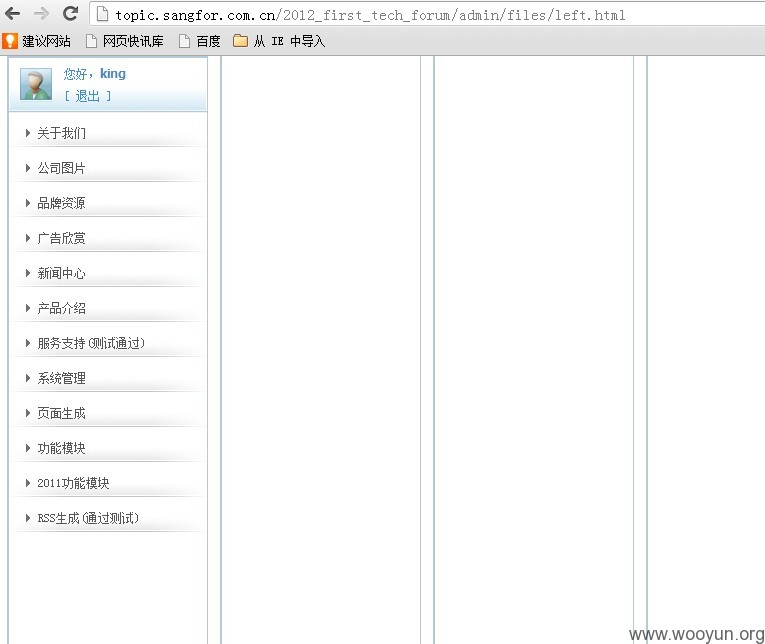 topic.sangfor.com.cn/2012_first_tech_forum/admin/files/left.html
建议网站 网页快讯库 百度 从 IE 中导入
您好，king
[ 退出 ]
关于我们
公司图片
品牌资源
广告欣赏
新闻中心
产品介绍
服务支持(测试通过)
系统管理
页面生成
功能模块
2011功能模块
RSS生成(通过测试)
www.wooyun.org